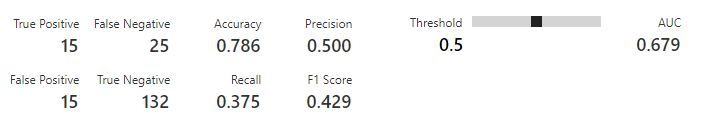 True Positive False Negative Accuracy Precision Threshold AUC
15 25 0.786 0.500 0.5 0.679
False Positive True Negative Recall F1 Score
15 132 0.375 0.429